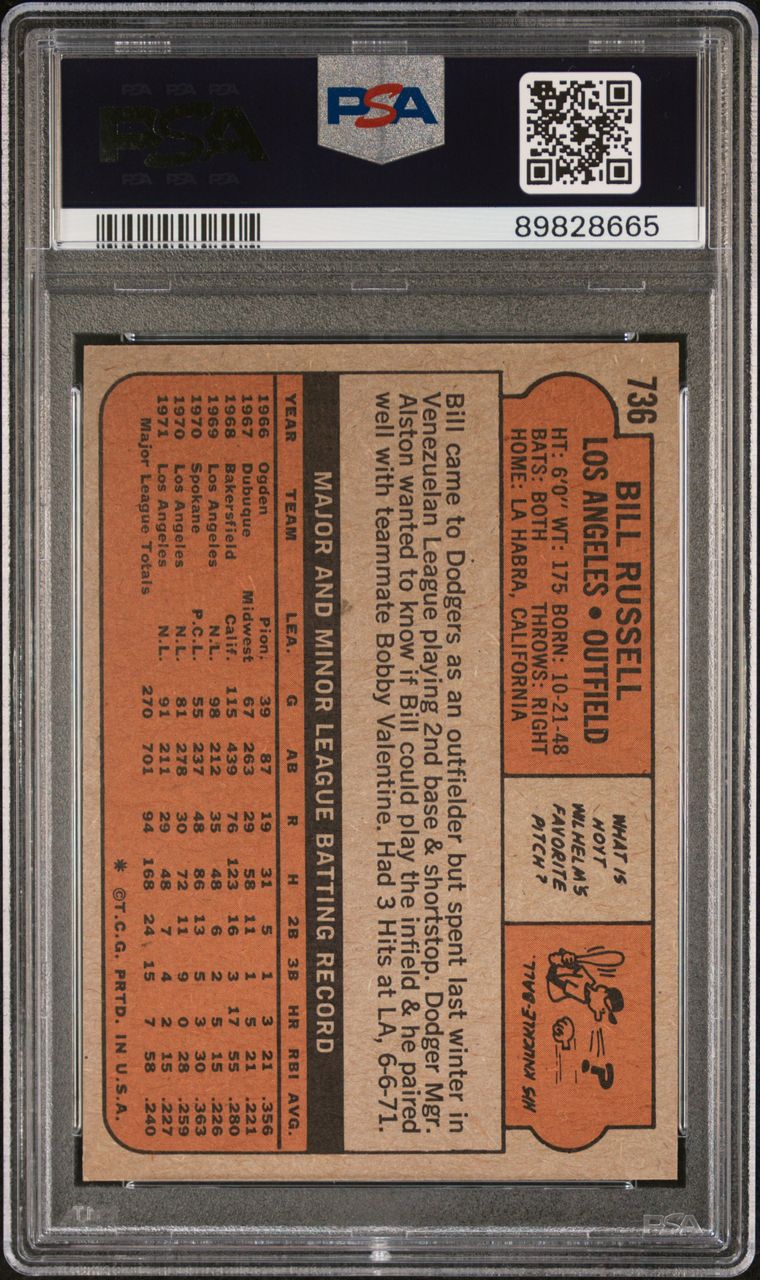 PSA PSA PSA
PSA
PSA PSA PSA
PSA
89828665
736
BILL RUSSELL
LOS ANGELES • OUTFIELD
HT: 6'0" WT: 175 BORN: 10-21-48
BATS: BOTH THROWS: RIGHT
HOME: LA HABRA, CALIFORNIA
WHAT IS
HOYT
WILHELM'S
FAVORITE
PITCH?
?
HIS KNUCKLE-BALL.
Bill came to Dodgers as an outfielder but spent last winter in
Venezuelan League playing 2nd base & shortstop. Dodger Mgr.
Alston wanted to know if Bill could play the infield & he paired
well with teammate Bobby Valentine. Had 3 Hits at LA, 6-6-71.
MAJOR AND MINOR LEAGUE BATTING RECORD
YEAR TEAM LEA. G AB R H 2B 3B HR RBI AVG.
1966 Ogden Pion. 39 87 19 31 5 1 3 21 .356
1967 Dubuque Midwest 67 263 29 58 11 1 5 21 .221
1968 Bakersfield Calif. 115 439 76 123 16 3 17 55 .280
1969 Los Angeles N.L. 98 212 35 48 6 2 5 15 .226
1970 Spokane P.C.L. 55 237 48 86 13 5 3 30 .363
1970 Los Angeles N.L. 81 278 30 72 11 9 0 28 .259
1971 Los Angeles N.L. 91 211 29 48 7 4 2 15 .227
Major League Totals 270 701 94 168 24 15 7 58 .240
* ©T.C.G. PRTD. IN U.S.A.
PSA